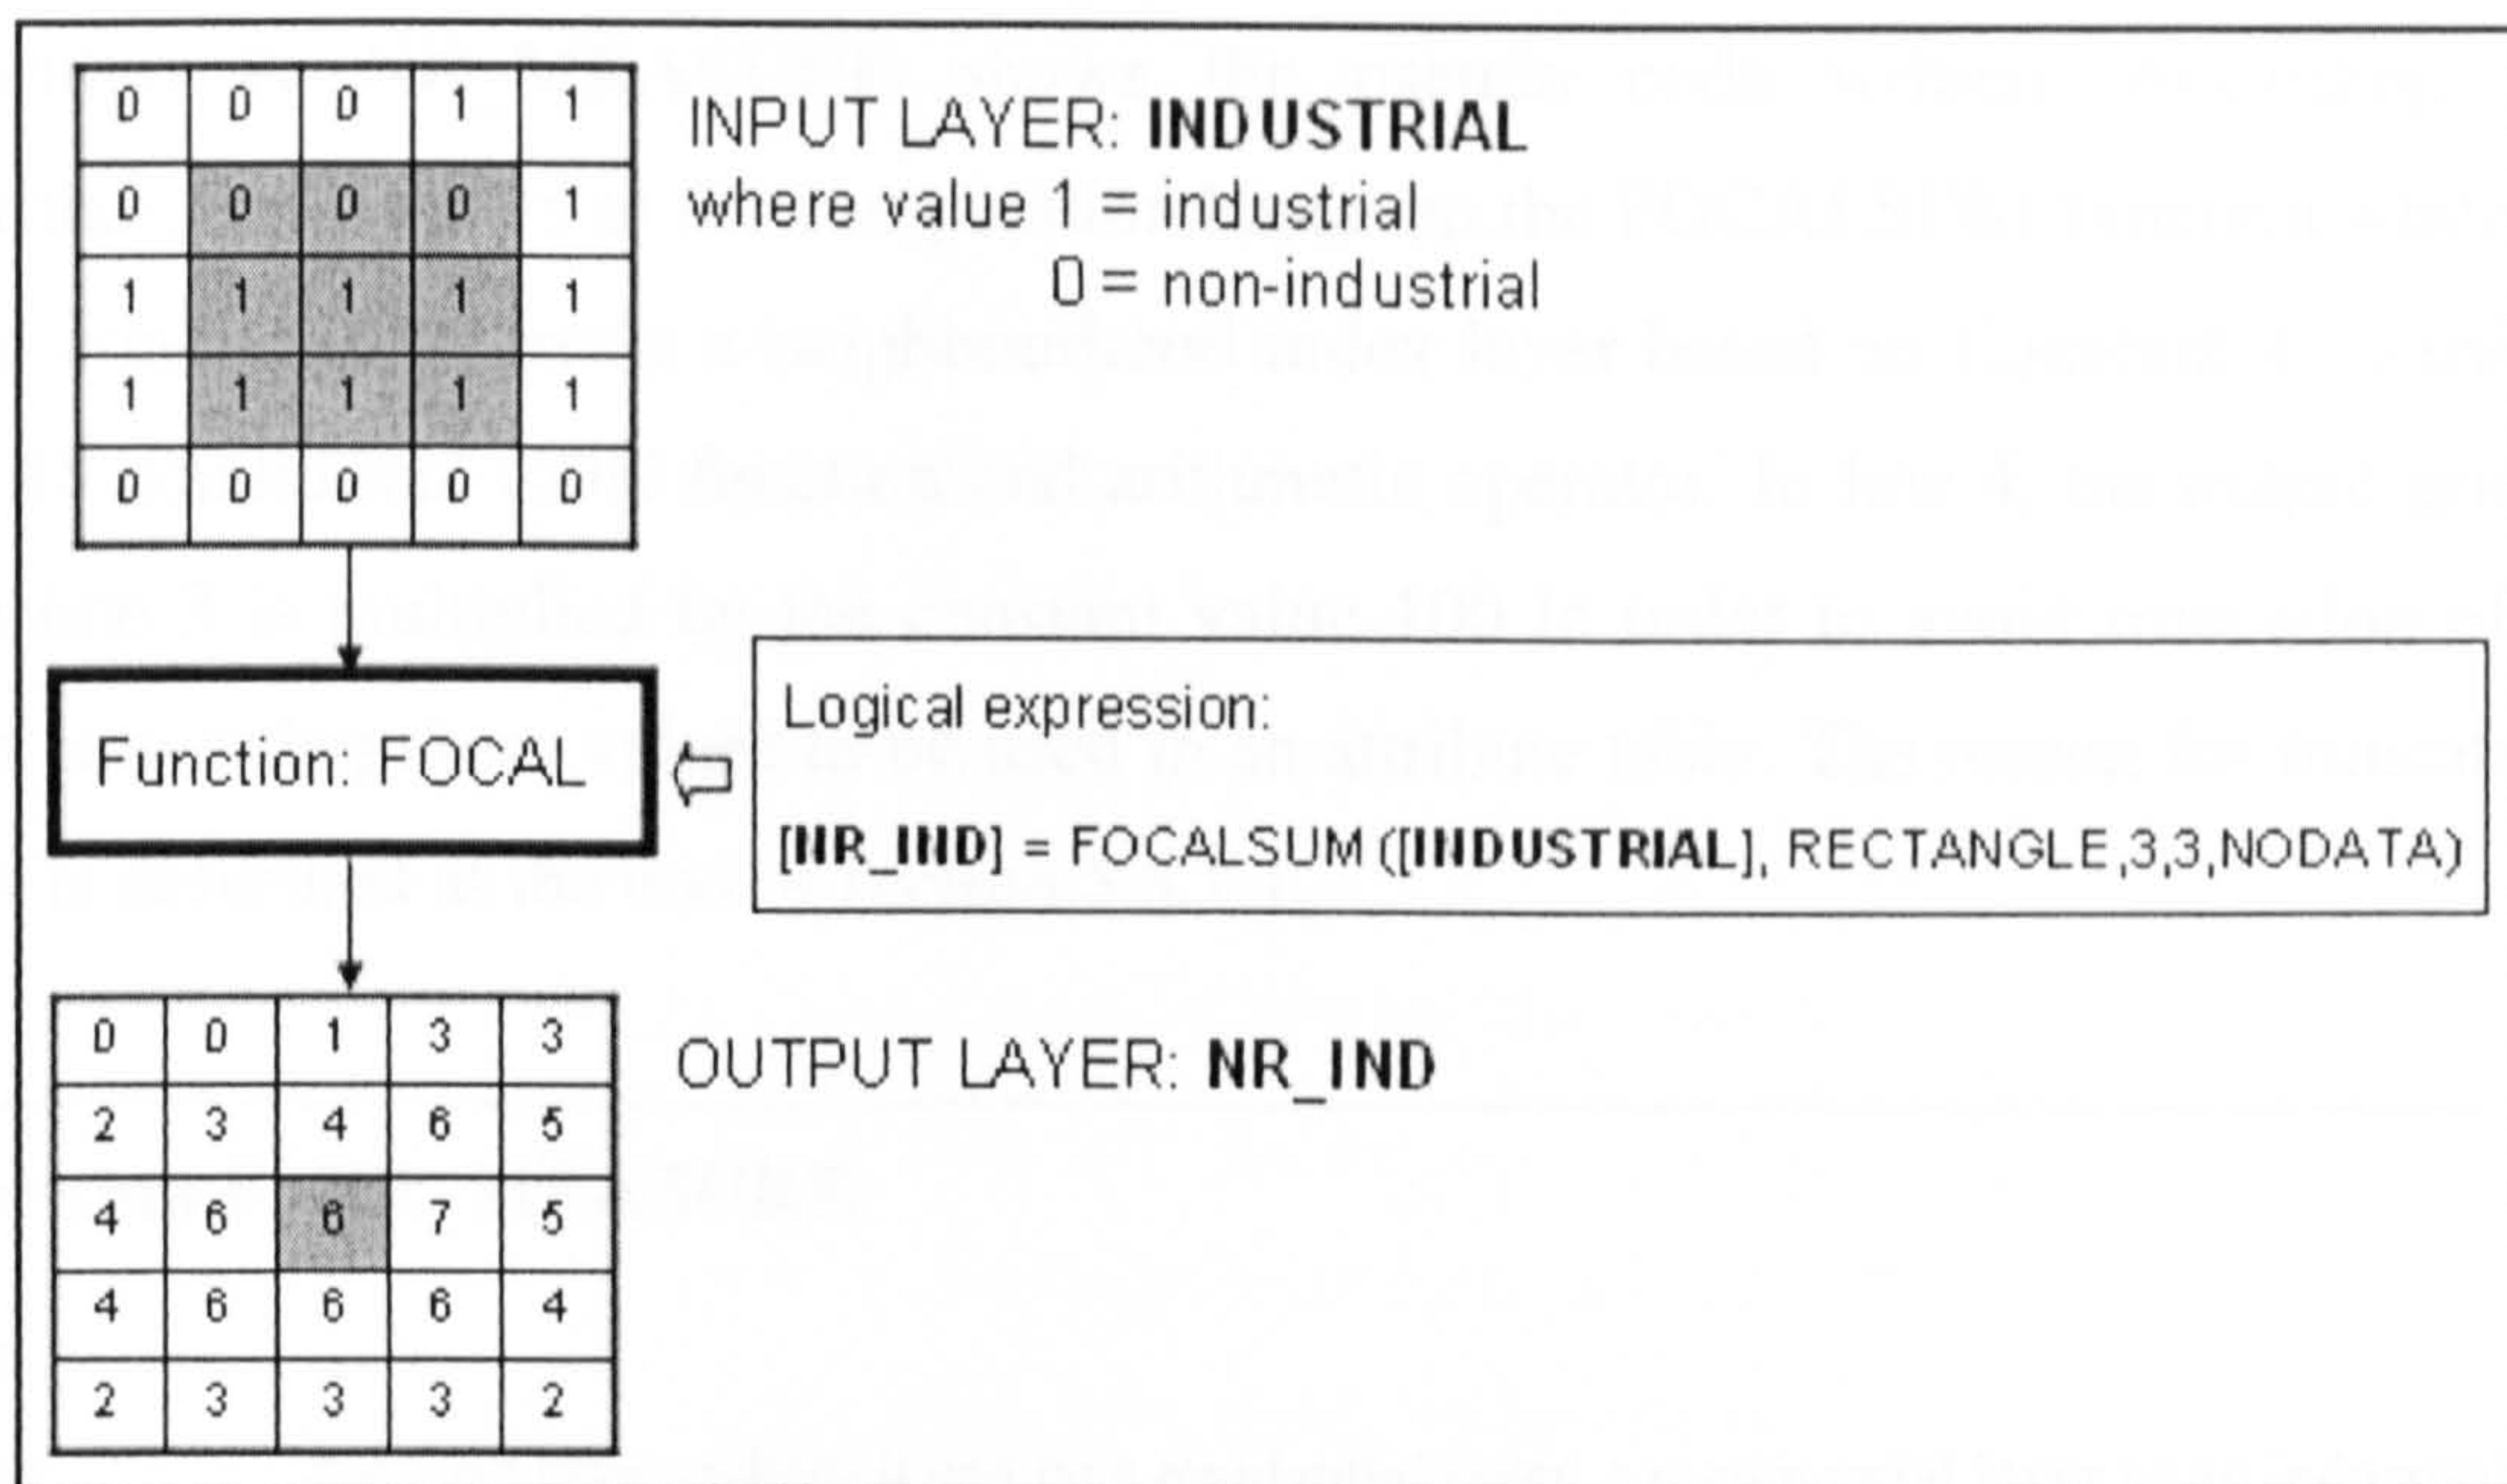 0 0 0 1 1
0 0 0 0 1
1 1 1 1 1
1 1 1 1 1
0 0 0 0 0
INPUT LAYER: INDUSTRIAL
where value 1 = industrial
0 = non-industrial
Function: FOCAL
Logical expression:
[NR_IND] = FOCALSUM ([INDUSTRIAL], RECTANGLE,3,3,NODATA)
0 0 1 3 3
2 3 4 6 5
4 6 6 7 5
4 6 6 6 4
2 3 3 3 2
OUTPUT LAYER: NR_IND